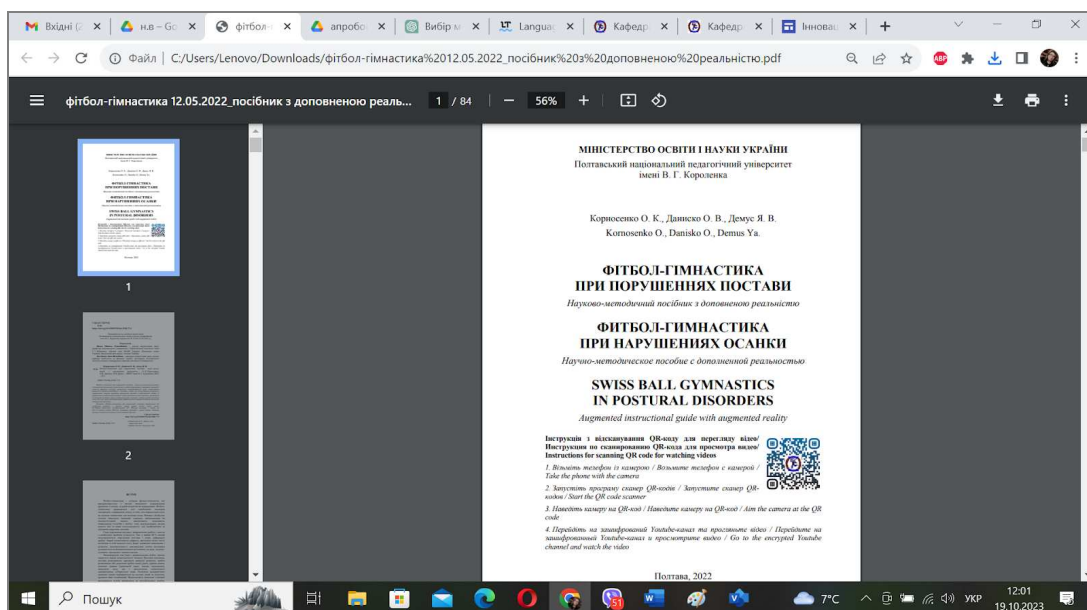 Вхідні (2
н.в – Go
фітбол-г
апробо
Вибір м
Languag
Кафедр
Кафедр
Інновац
Файл | C:/Users/Lenovo/Downloads/фітбол-гімнастика%2012.05.2022_посібник%20з%20доповненою%20реальністю.pdf
ABP
фітбол-гімнастика 12.05.2022_посібник з доповненою реаль...
1 / 84
56%
1
2
МІНІСТЕРСТВО ОСВІТИ І НАУКИ УКРАЇНИ
Полтавський національний педагогічний університет
імені В. Г. Короленка
Корносенко О. К., Даниско О. В., Демус Я. В.
Kornosenko O., Danisko O., Demus Ya.
ФІТБОЛ-ГІМНАСТИКА
ПРИ ПОРУШЕННЯХ ПОСТАВИ
Науково-методичний посібник з доповненою реальністю
ФИТБОЛ-ГИМНАСТИКА
ПРИ НАРУШЕНИЯХ ОСАНКИ
Научно-методическое пособие с дополненной реальностью
SWISS BALL GYMNASTICS
IN POSTURAL DISORDERS
Augmented instructional guide with augmented reality
Інструкція з відсканування QR-коду для перегляду відео/
Инструкция по сканированию QR-кода для просмотра видео/
Instructions for scanning QR code for watching videos
1. Візьміть телефон із камерою / Возьмите телефон с камерой /
Take the phone with the camera
2. Запустіть програму сканер QR-кодів / Запустите сканер QR-
кодов / Start the QR code scanner
3. Наведіть камеру на QR-код / Наведите камеру на QR-код / Aim the camera at the QR
code
4. Перейдіть на зашифрований Youtube-канал та прогляньте відео / Перейдите на
зашифрованный Youtube-канал и просмотрите видео / Go to the encrypted Youtube
channel and watch the video
Полтава, 2022
Пошук
51
7°C
УКР
12:01
19.10.2023